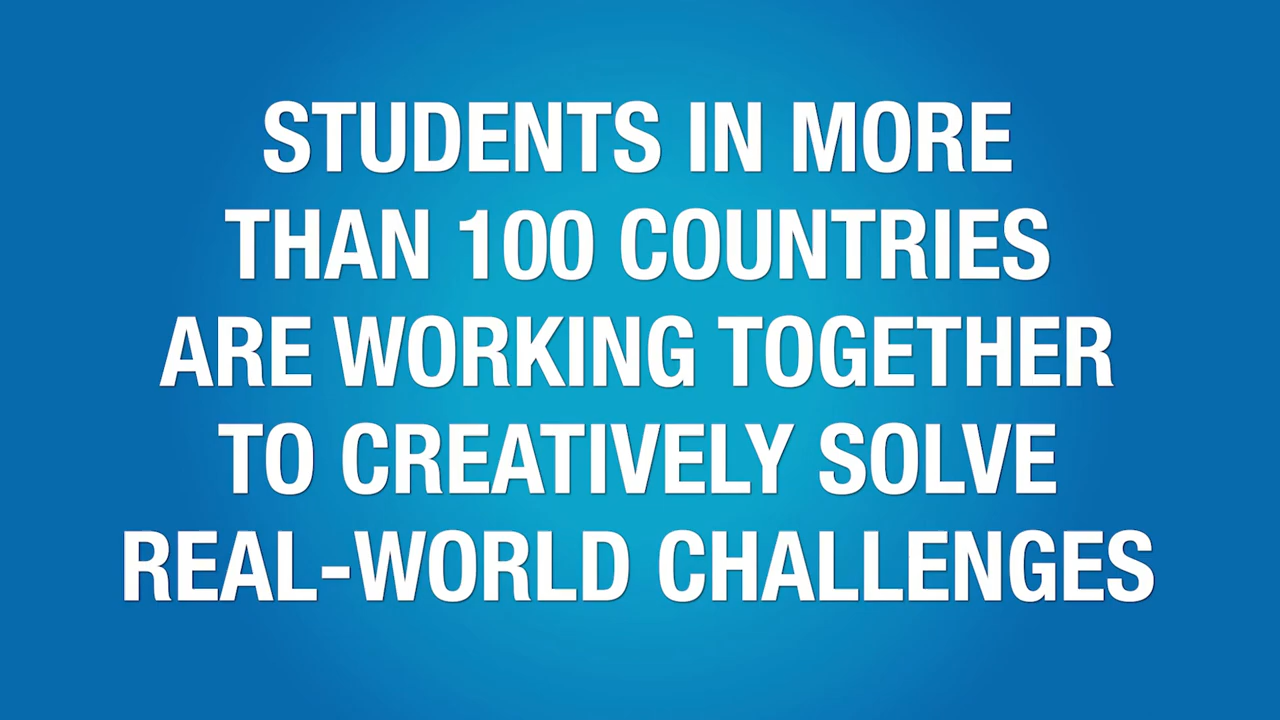 STUDENTS IN MORE
THAN 100 COUNTRIES
ARE WORKING TOGETHER
TO CREATIVELY SOLVE
REAL-WORLD CHALLENGES